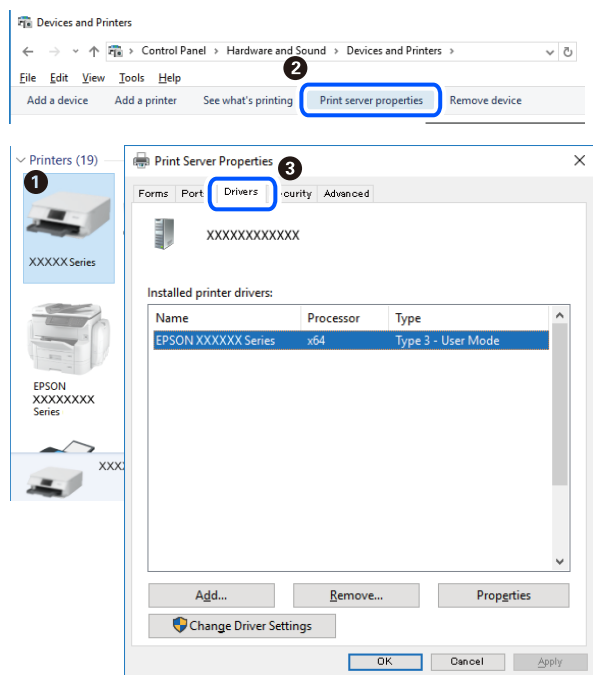 Devices and Printers
Control Panel > Hardware and Sound > Devices and Printers >
2
File Edit View Tools Help
Add a device Add a printer See what's printing Print server properties Remove device
Printers (19)
1
XXXXX Series
EPSON
XXXXXXXX
Series
XXX
Print Server Properties
3
Forms Port Drivers curity Advanced
XXXXXXXXXXXX
Installed printer drivers:
Name Processor Type
EPSON XXXXXX Series x64 Type 3 - User Mode
Add... Remove... Properties
Change Driver Settings
OK Cancel Apply